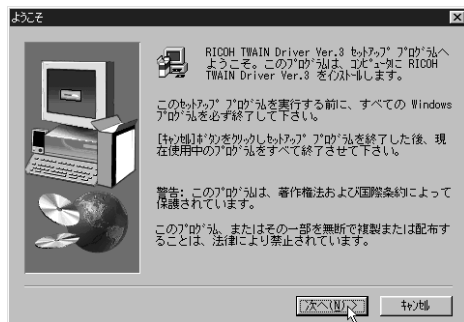 ようこそ
RICOH TWAIN Driver Ver.3 ｾｯﾄｱｯﾌﾟ ﾌﾟﾛｸﾞﾗﾑへ
ようこそ。このﾌﾟﾛｸﾞﾗﾑは、ｺﾝﾋﾟｭｰﾀに RICOH
TWAIN Driver Ver.3 をｲﾝｽﾄｰﾙします。
このｾｯﾄｱｯﾌﾟ ﾌﾟﾛｸﾞﾗﾑを実行する前に、すべての Windows
ﾌﾟﾛｸﾞﾗﾑを必ず終了して下さい。
[ｷｬﾝｾﾙ]ﾎﾞﾀﾝをｸﾘｯｸしｾｯﾄｱｯﾌﾟ ﾌﾟﾛｸﾞﾗﾑを終了した後、現
在使用中のﾌﾟﾛｸﾞﾗﾑをすべて終了させて下さい。
警告: このﾌﾟﾛｸﾞﾗﾑは、著作権法および国際条約によって
保護されています。
このﾌﾟﾛｸﾞﾗﾑ、またはその一部を無断で複製または配布す
ることは、法律により禁止されています。
次へ(N)>
ｷｬﾝｾﾙ